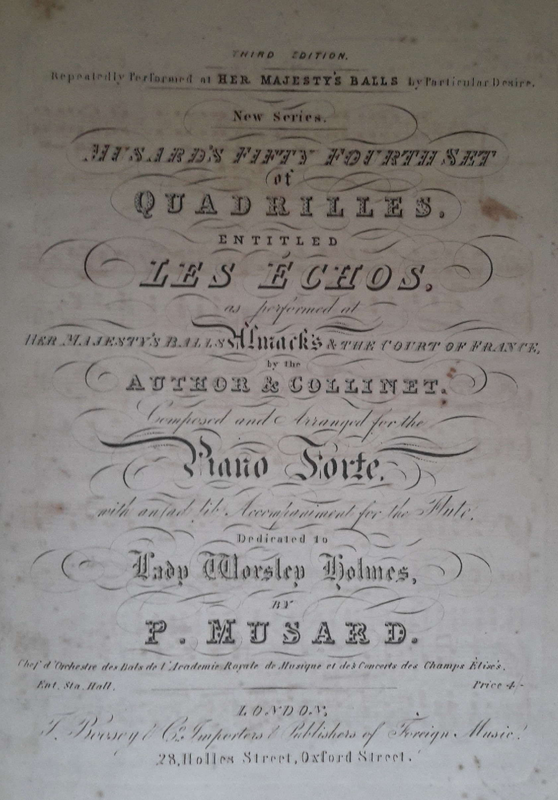 THIRD EDITION.
Repeatedly Performed at HER MAJESTY'S BALLS by Particular Desire.
New Series.
MUSARD'S FIFTY FOURTH SET
of
QUADRILLES,
ENTITLED
LES ÉCHOS,
as performed at
HER MAJESTY'S BALLS Almack's & THE COURT OF FRANCE,
by the
AUTHOR & COLLINET.
Composed and Arranged for the
Piano Forte,
with an ad lib. Accompaniment for the Flute,
Dedicated to
Lady Worsley Holmes,
BY
P. MUSARD.
Chef d'Orchestre des Bals de l'Academie Royale de Musique et des Concerts des Champs Élisés,
Ent. Sta. Hall. Price 4/-
LONDON,
T. Boosey & Co. Importers & Publishers of Foreign Music,
28, Holles Street, Oxford Street.